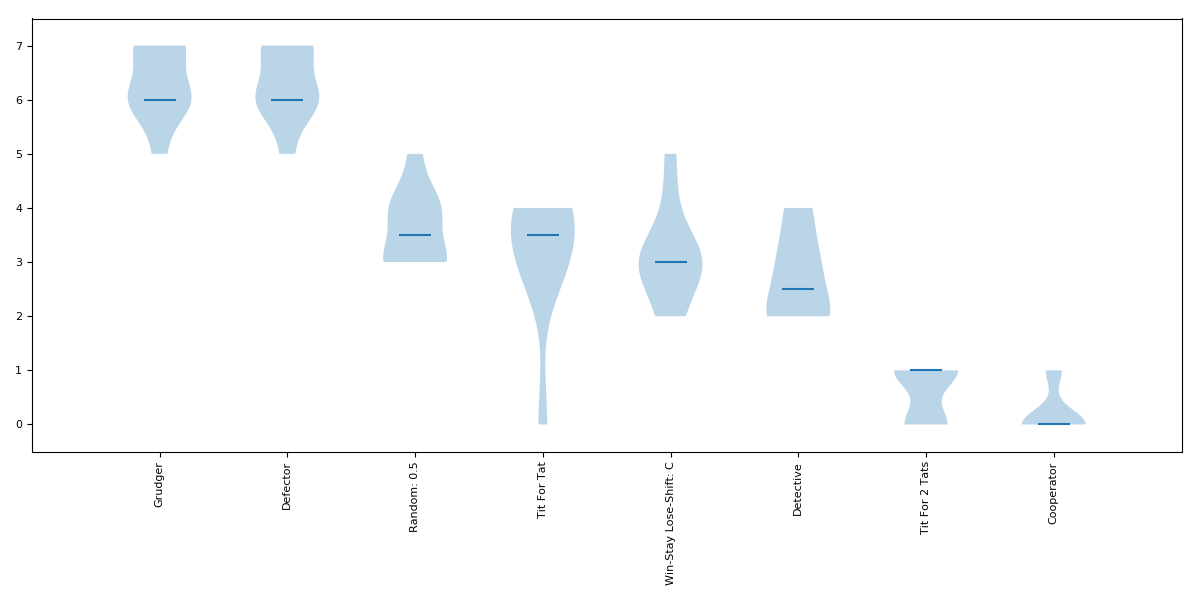 7
6
5
4
3
2
1
0
Grudger
Defector
Random: 0.5
Tit For Tat
Win-Stay Lose-Shift: C
Detective
Tit For 2 Tats
Cooperator